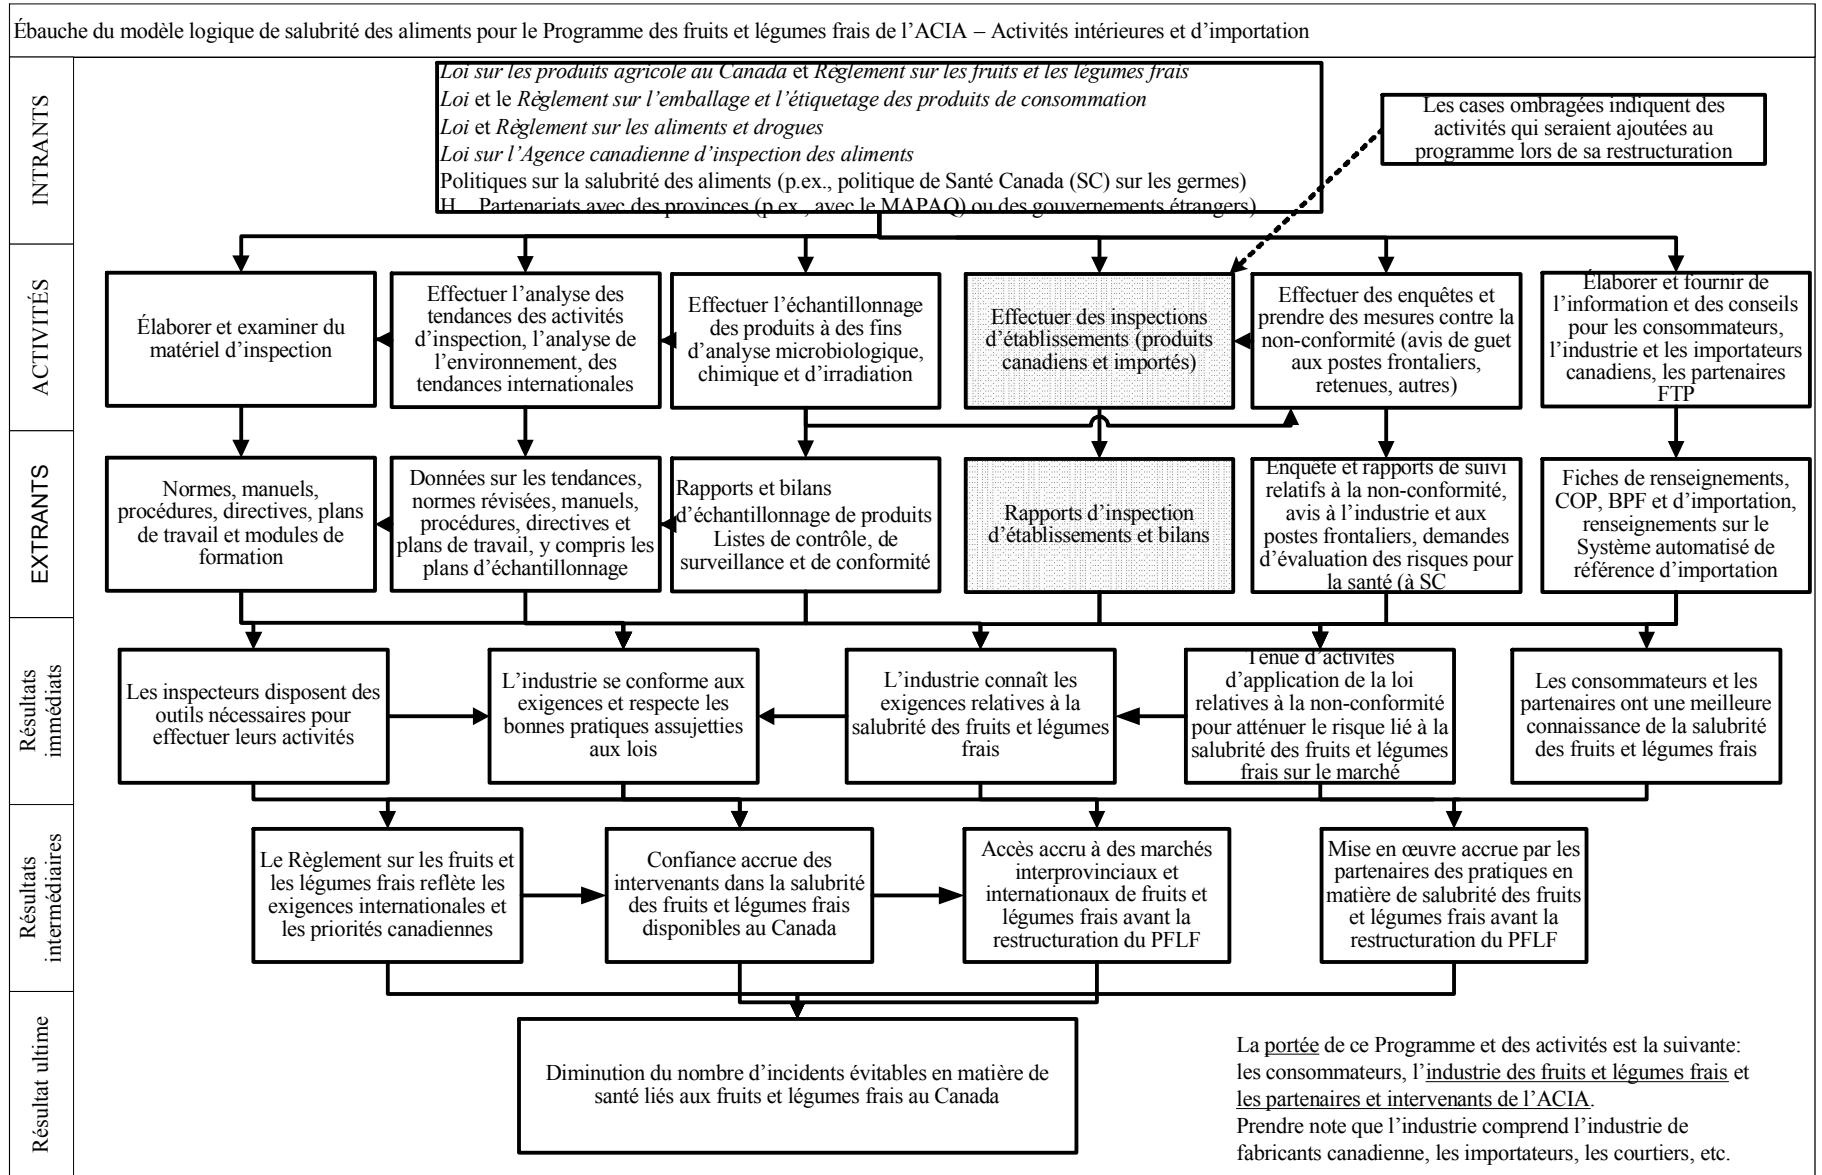 Ébauche du modèle logique de salubrité des aliments pour le Programme des fruits et légumes frais de l’ACIA – Activités intérieures et d’importation
INTRANTS
Loi sur les produits agricole au Canada et Règlement sur les fruits et les légumes frais
Loi et le Règlement sur l’emballage et l’étiquetage des produits de consommation
Loi et Règlement sur les aliments et drogues
Loi sur l’Agence canadienne d’inspection des aliments
Politiques sur la salubrité des aliments (p.ex., politique de Santé Canada (SC) sur les germes)
H Partenariats avec des provinces (p.ex., avec le MAPAQ) ou des gouvernements étrangers)
Les cases ombragées indiquent des
activités qui seraient ajoutées au
programme lors de sa restructuration
ACTIVITÉS
Élaborer et examiner du
matériel d’inspection
Effectuer l’analyse des
tendances des activités
d’inspection, l’analyse de
l’environnement, des
tendances internationales
Effectuer l’échantillonnage
des produits à des fins
d’analyse microbiologique,
chimique et d’irradiation
Effectuer des inspections
d’établissements (produits
canadiens et importés)
Effectuer des enquêtes et
prendre des mesures contre la
non-conformité (avis de guet
aux postes frontaliers,
retenues, autres)
Élaborer et fournir de
l’information et des conseils
pour les consommateurs,
l’industrie et les importateurs
canadiens, les partenaires
FTP
EXTRANTS
Normes, manuels,
procédures, directives, plans
de travail et modules de
formation
Données sur les tendances,
normes révisées, manuels,
procédures, directives et
plans de travail, y compris les
plans d’échantillonnage
Rapports et bilans
d’échantillonnage de produits
Listes de contrôle, de
surveillance et de conformité
Rapports d’inspection
d’établissements et bilans
Enquête et rapports de suivi
relatifs à la non-conformité,
avis à l’industrie et aux
postes frontaliers, demandes
d’évaluation des risques pour
la santé (à SC
Fiches de renseignements,
COP, BPF et d’importation,
renseignements sur le
Système automatisé de
référence d’importation
Résultats
immédiats
Les inspecteurs disposent des
outils nécessaires pour
effectuer leurs activités
L’industrie se conforme aux
exigences et respecte les
bonnes pratiques assujetties
aux lois
L’industrie connaît les
exigences relatives à la
salubrité des fruits et légumes
frais
Tenue d’activités
d’application de la loi
relatives à la non-conformité
pour atténuer le risque lié à la
salubrité des fruits et légumes
frais sur le marché
Les consommateurs et les
partenaires ont une meilleure
connaissance de la salubrité
des fruits et légumes frais
Résultats
intermédiaires
Le Règlement sur les fruits et
les légumes frais reflète les
exigences internationales et
les priorités canadiennes
Confiance accrue des
intervenants dans la salubrité
des fruits et légumes frais
disponibles au Canada
Accès accru à des marchés
interprovinciaux et
internationaux de fruits et
légumes frais avant la
restructuration du PFLF
Mise en œuvre accrue par les
partenaires des pratiques en
matière de salubrité des fruits
et légumes frais avant la
restructuration du PFLF
Résultat ultime
Diminution du nombre d’incidents évitables en matière de
santé liés aux fruits et légumes frais au Canada
La portée de ce Programme et des activités est la suivante:
les consommateurs, l’industrie des fruits et légumes frais et
les partenaires et intervenants de l’ACIA.
Prendre note que l’industrie comprend l’industrie de
fabricants canadienne, les importateurs, les courtiers, etc.